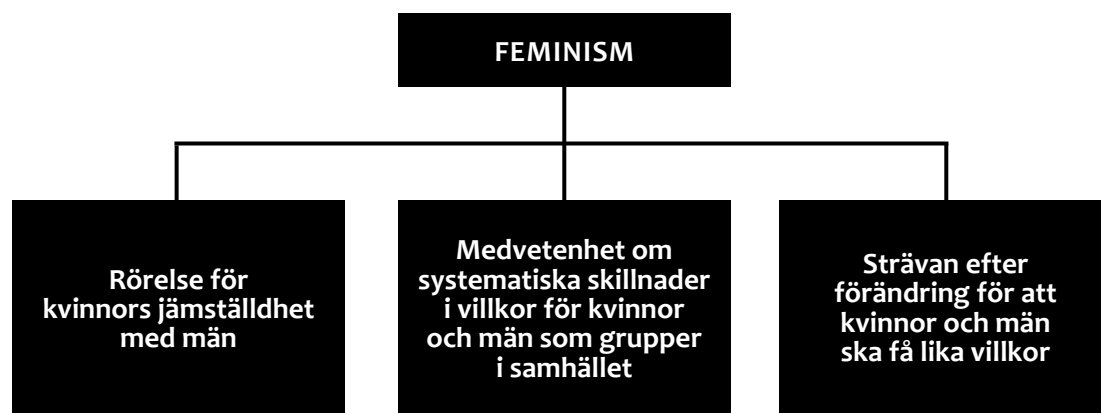 FEMINISM
Rörelse för
kvinnors jämställdhet
med män
Medvetenhet om
systematiska skillnader
i villkor för kvinnor
och män som grupper
i samhället
Strävan efter
förändring för att
kvinnor och män
ska få lika villkor